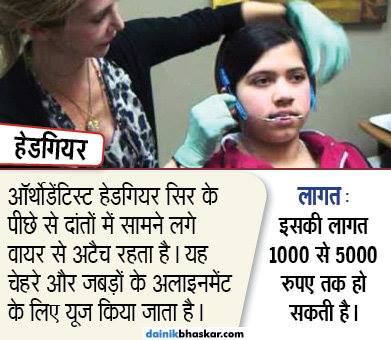 हेडगियर
ऑर्थोडेंटिस्ट हेडगियर सिर के
पीछे से दांतों में सामने लगे
वायर से अटैच रहता है। यह
चेहरे और जबड़ों के अलाइनमेंट
के लिए यूज किया जाता है।
लागत :
इसकी लागत
1000 से 5000
रुपए तक हो
सकती है।
dainikbhaskar.com